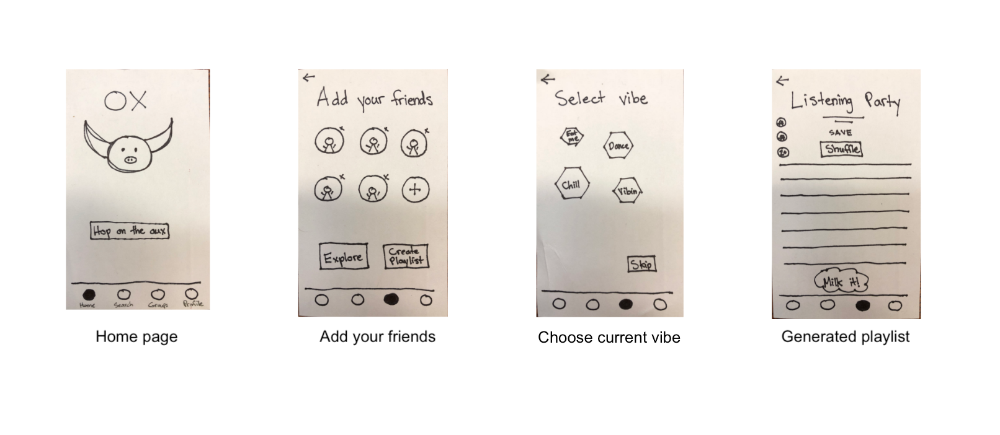 OX
Hop on the aux
Home Search Groups Profile
Home page
Add your friends
Explore
Create
Playlist
Add your friends
Select vibe
Eat
me
Dance
Chill
Vibin
Skip
Choose current vibe
Listening Party
SAVE
Shuffle
Milk it!
Generated playlist